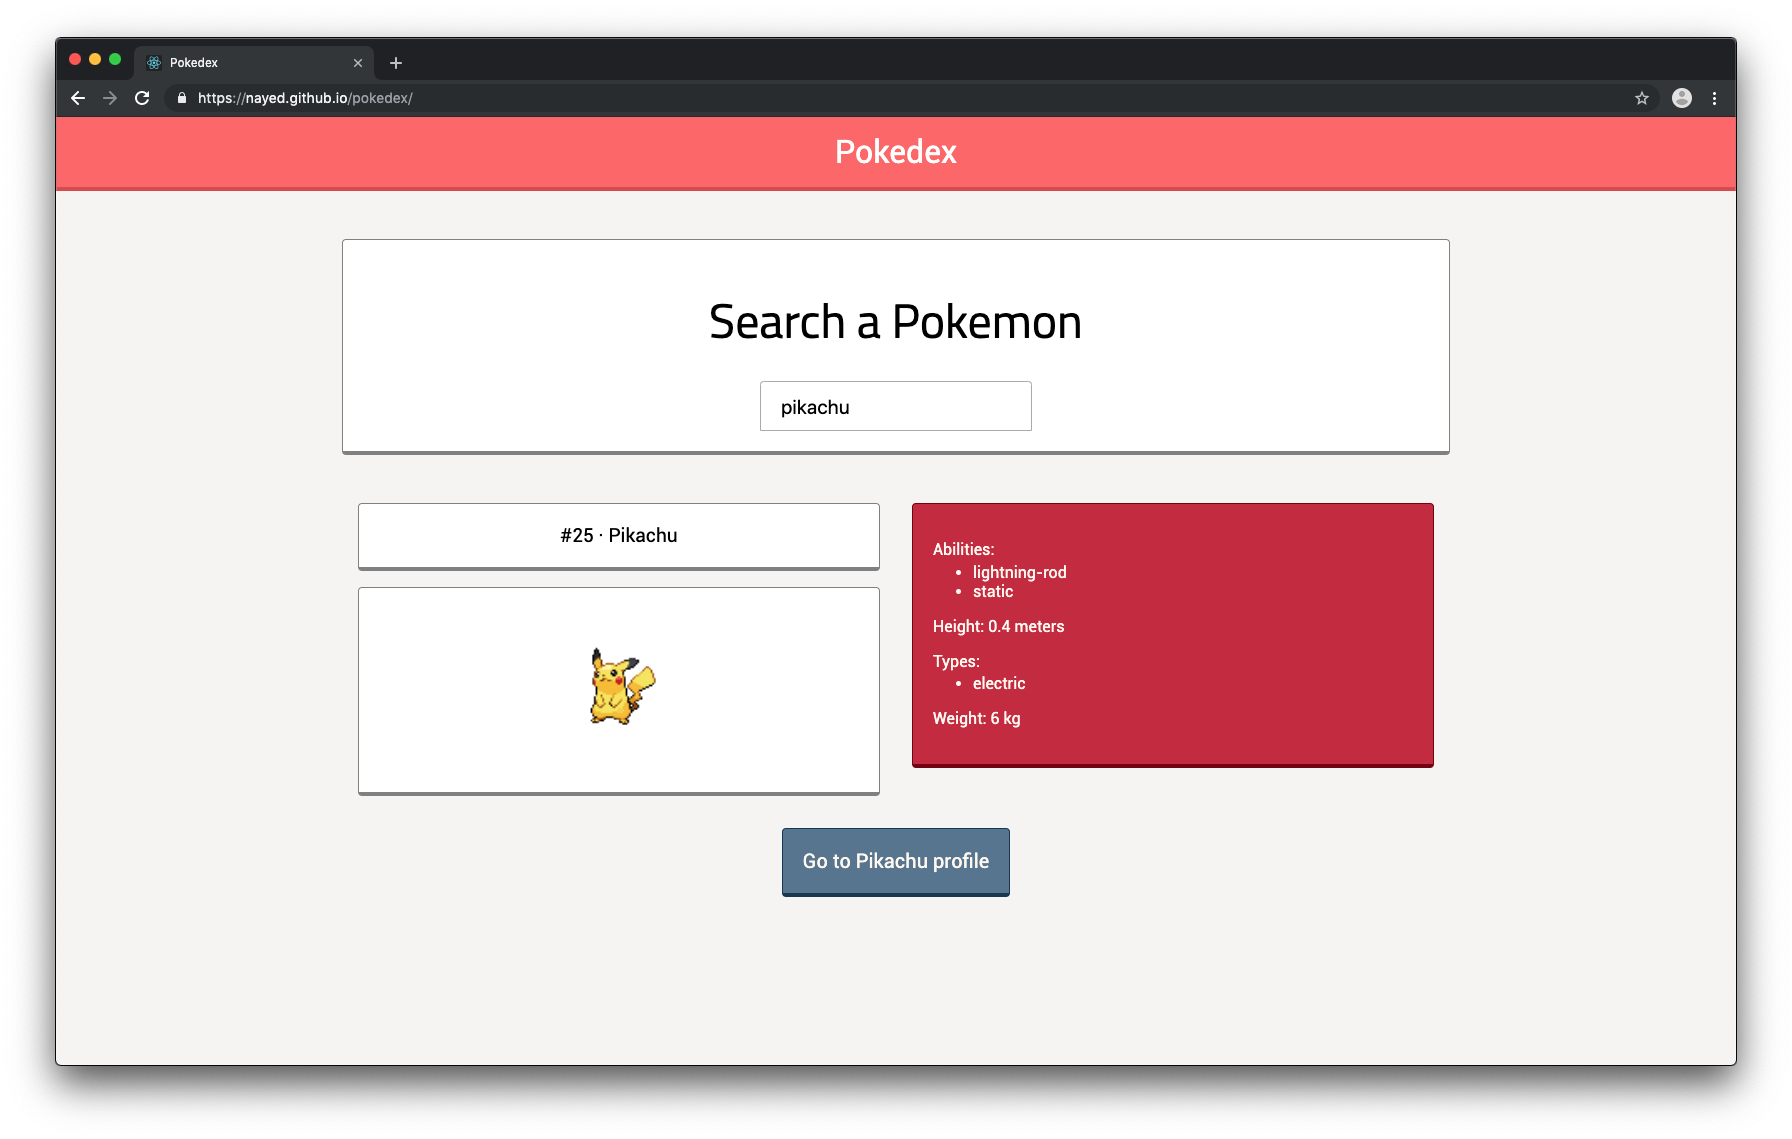 Pokedex
https://nayed.github.io/pokedex/
Pokedex
Search a Pokemon
pikachu
#25 · Pikachu
Abilities:
• lightning-rod
• static
Height: 0.4 meters
Types:
• electric
Weight: 6 kg
Go to Pikachu profile